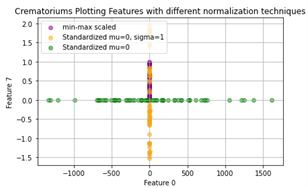 Crematoriums Plotting Features with different normalization techniques
min-max scaled
Standardized mu=0, sigma=1
Standardized mu=0
2.0
1.5
1.0
0.5
0.0
-0.5
-1.0
-1.5
Feature 7
-1000
-500
0
500
1000
1500
Feature 0